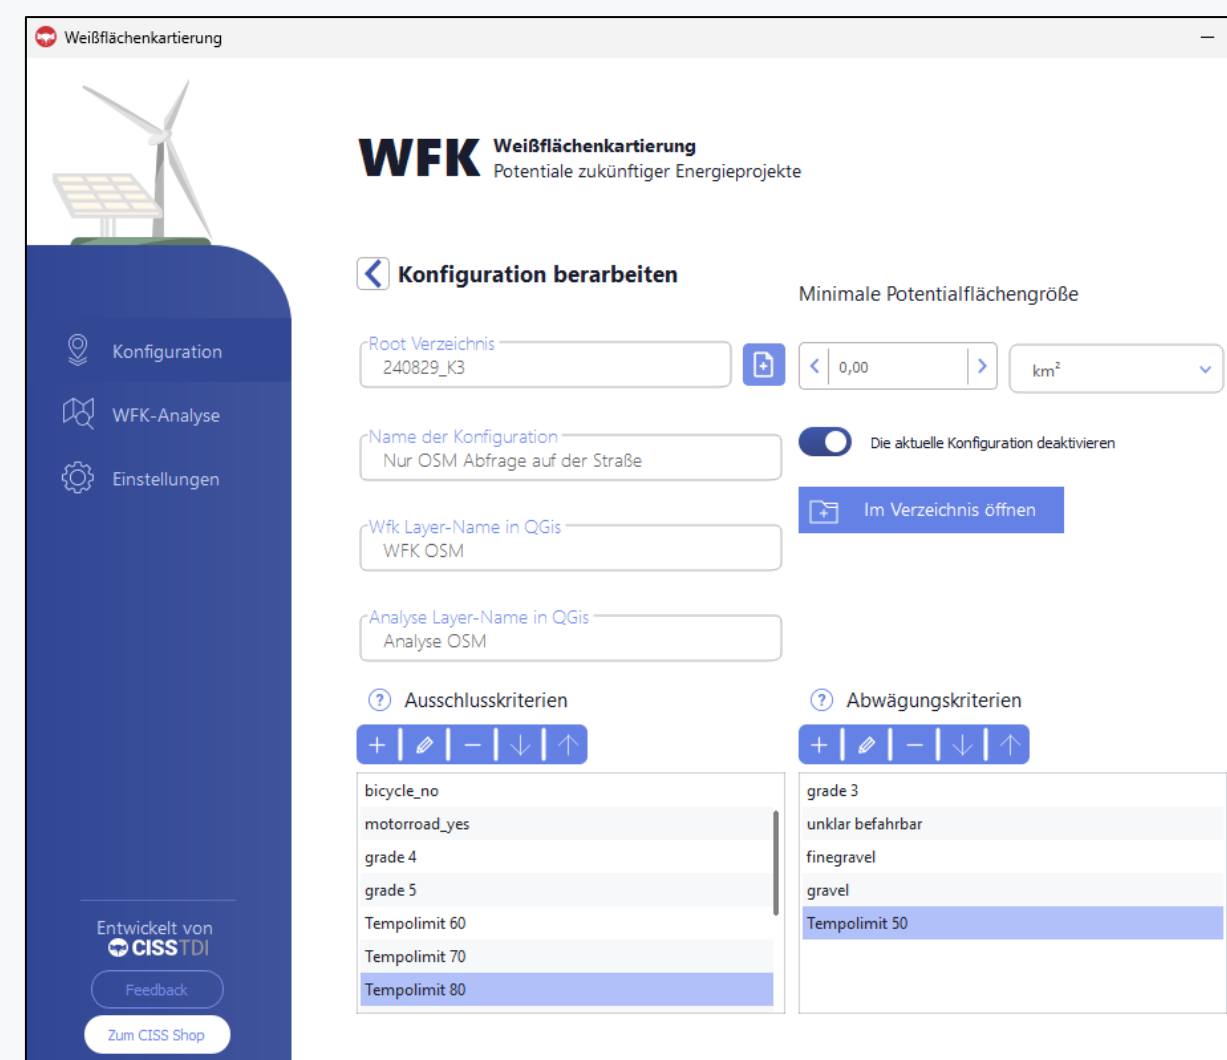 Weißflächenkartierung
WFK
Weißflächenkartierung
Potentiale zukünftiger Energieprojekte
Konfiguration berarbeiten
Minimale Potentialflächengröße
Root Verzeichnis
240829_K3
0,00
km²
Konfiguration
WFK-Analyse
Einstellungen
Name der Konfiguration
Nur OSM Abfrage auf der Straße
Die aktuelle Konfiguration deaktivieren
Im Verzeichnis öffnen
Wfk Layer-Name in QGis
WFK OSM
Analyse Layer-Name in QGis
Analyse OSM
? Ausschlusskriterien
bicycle_no
motorroad_yes
grade 4
grade 5
Tempolimit 60
Tempolimit 70
Tempolimit 80
? Abwägungskriterien
grade 3
unklar befahrbar
finegravel
gravel
Tempolimit 50
Entwickelt von
CISSTDI
Feedback
Zum CISS Shop